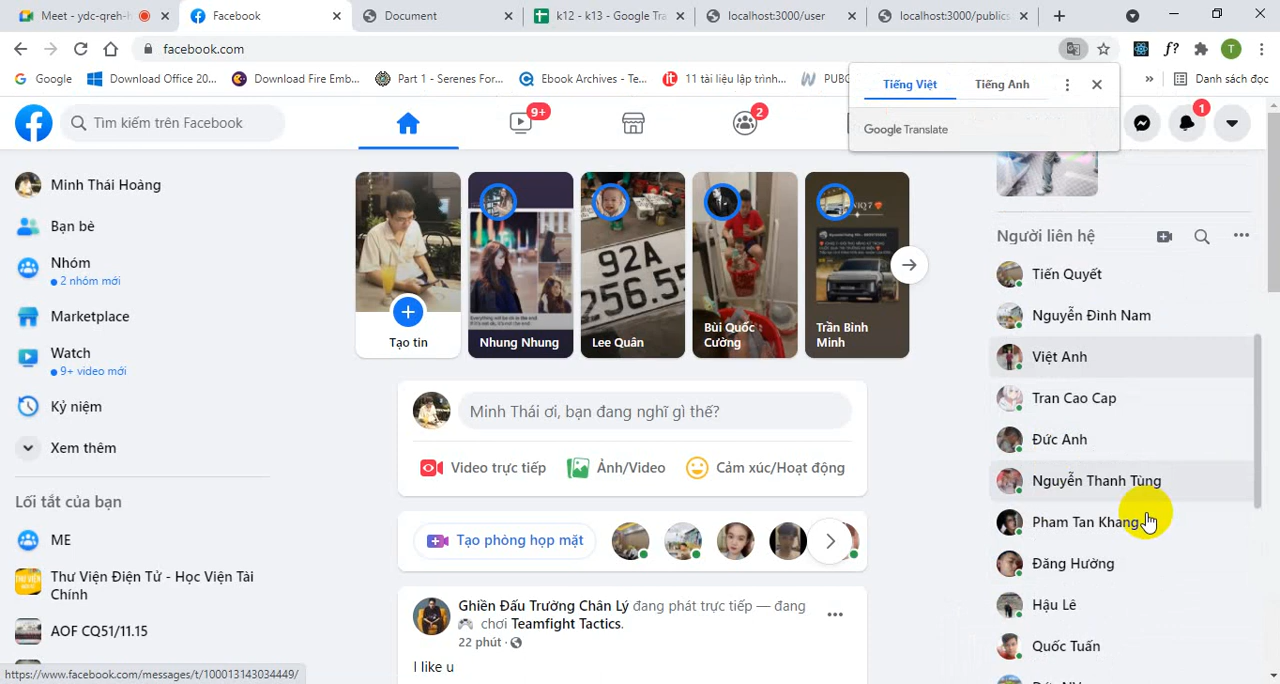 Meet - ydc-qreh-h
Facebook
Document
k12 - k13 - Google Tra
localhost:3000/user
localhost:3000/publics
facebook.com
T
Google
Download Office 20...
Download Fire Emb...
Part 1 - Serenes For...
Ebook Archives - Te...
11 tài liệu lập trình...
PUBG
»
Danh sách đọc
Tiếng Việt
Tiếng Anh
Google Translate
Tìm kiếm trên Facebook
9+
2
1
Minh Thái Hoàng
Bạn bè
Nhóm
2 nhóm mới
Marketplace
Watch
9+ video mới
Kỷ niệm
Xem thêm
Lối tắt của bạn
ME
Thư Viện Điện Tử - Học Viện Tài
Chính
AOF CQ51/11.15
https://www.facebook.com/messages/t/100013143034449/
Tạo tin
Nhung Nhung
92A
256.55
Lee Quân
Bùi Quốc
Cường
Trần Bình
Minh
Minh Thái ơi, bạn đang nghĩ gì thế?
Video trực tiếp
Ảnh/Video
Cảm xúc/Hoạt động
Tạo phòng họp mặt
Ghiền Đấu Trường Chân Lý đang phát trực tiếp — đang
chơi Teamfight Tactics.
22 phút
I like u
Người liên hệ
Tiến Quyết
Nguyễn Đình Nam
Việt Anh
Tran Cao Cap
Đức Anh
Nguyễn Thanh Tùng
Pham Tan Khang
Đăng Hường
Hậu Lê
Quốc Tuấn